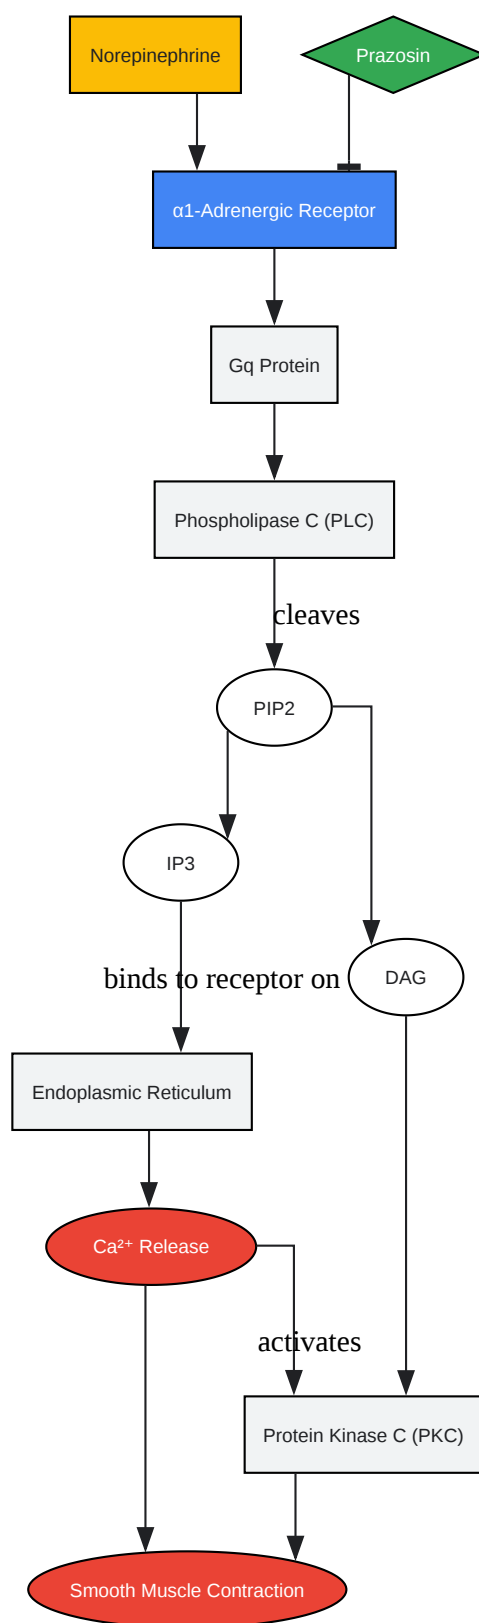 Norepinephrine
Prazosin
α1-Adrenergic Receptor
Gq Protein
Phospholipase C (PLC)
cleaves
PIP2
IP3
binds to receptor on
DAG
Endoplasmic Reticulum
Ca²⁺ Release
activates
Protein Kinase C (PKC)
Smooth Muscle Contraction